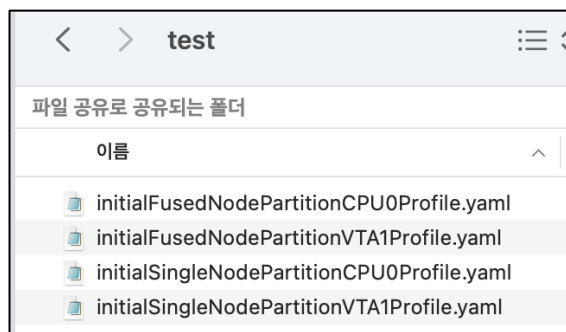 test
파일 공유로 공유되는 폴더
이름
initialFusedNodePartitionCPU0Profile.yaml
initialFusedNodePartitionVTA1Profile.yaml
initialSingleNodePartitionCPU0Profile.yaml
initialSingleNodePartitionVTA1Profile.yaml